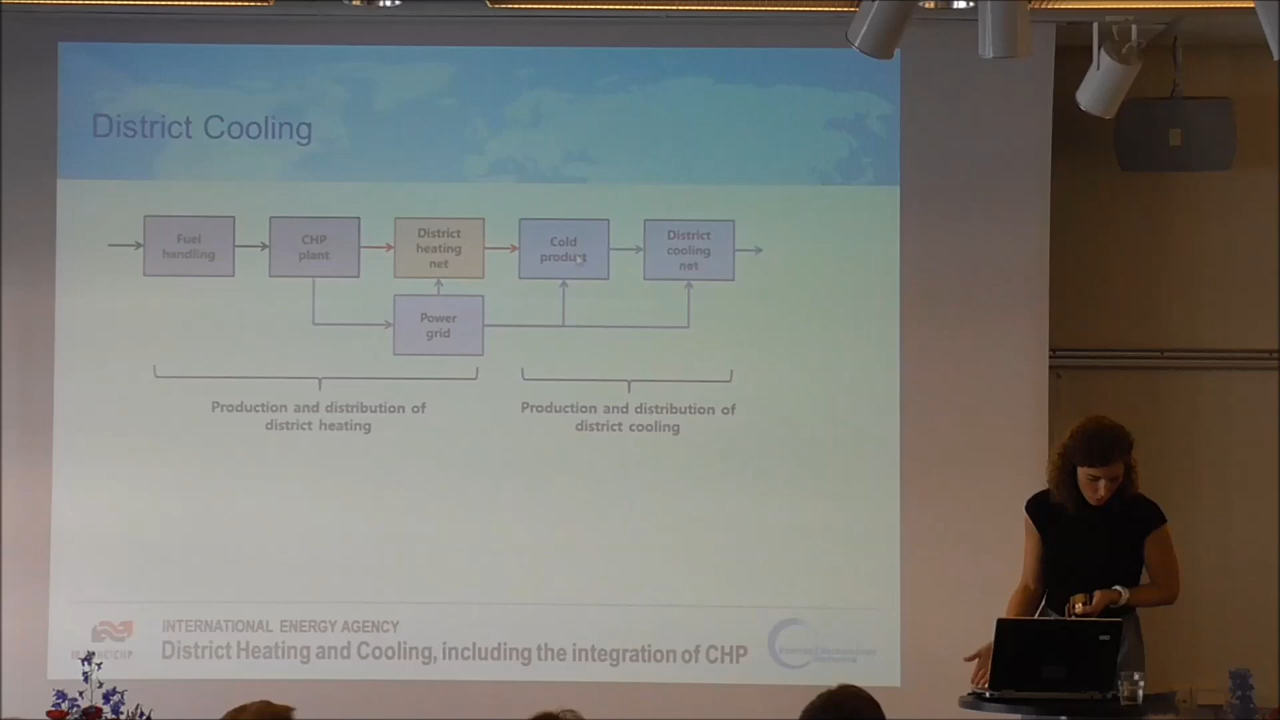 District Cooling
Fuel
handling
CHP
plant
District
heating
net
Cold
product
District
cooling
net
Power
grid
Production and distribution of
district heating
Production and distribution of
district cooling
INTERNATIONAL ENERGY AGENCY
District Heating and Cooling, including the integration of CHP